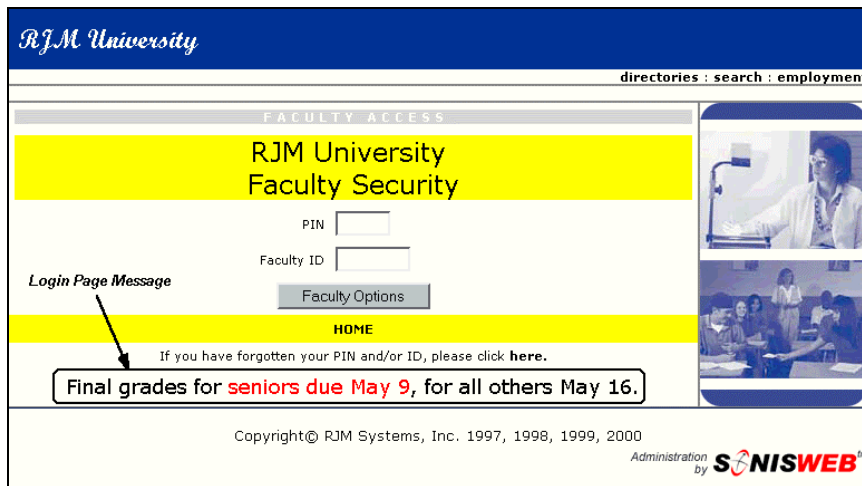 RJM University
directories : search : employmen
FACULTY ACCESS
RJM University
Faculty Security
PIN
Faculty ID
Login Page Message
Faculty Options
HOME
If you have forgotten your PIN and/or ID, please click here.
Final grades for seniors due May 9, for all others May 16.
Copyright© RJM Systems, Inc. 1997, 1998, 1999, 2000
Administration
by SONISWEB